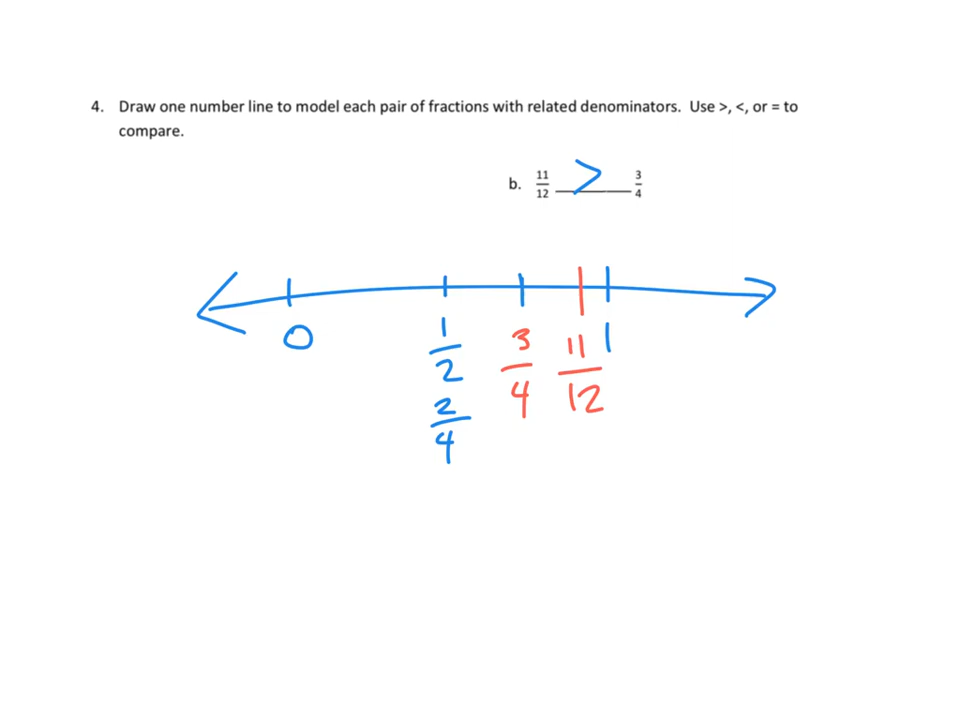 4. Draw one number line to model each pair of fractions with related denominators. Use >, <, or = to
compare.
b. 11/12 > 3/4
0
1/2
2/4
3/4
11/12
1